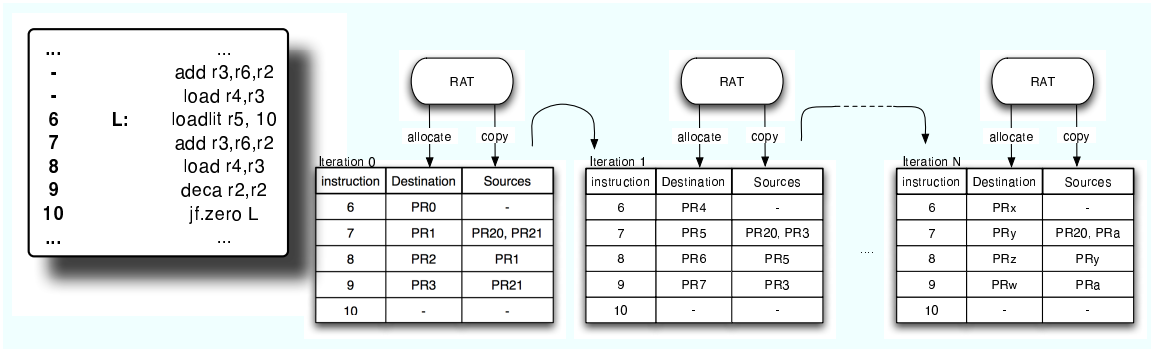 ... ...
- add r3,r6,r2
- load r4,r3
6 L: loadlit r5, 10
7 add r3,r6,r2
8 load r4,r3
9 deca r2,r2
10 jf.zero L
... ...
RAT
allocate copy
Iteration 0
instruction Destination Sources
6 PR0 -
7 PR1 PR20, PR21
8 PR2 PR1
9 PR3 PR21
10 - -
RAT
allocate copy
Iteration 1
instruction Destination Sources
6 PR4 -
7 PR5 PR20, PR3
8 PR6 PR5
9 PR7 PR3
10 - -
....
RAT
allocate copy
Iteration N
instruction Destination Sources
6 PRx -
7 PRy PR20, PRa
8 PRz PRy
9 PRw PRa
10 - -